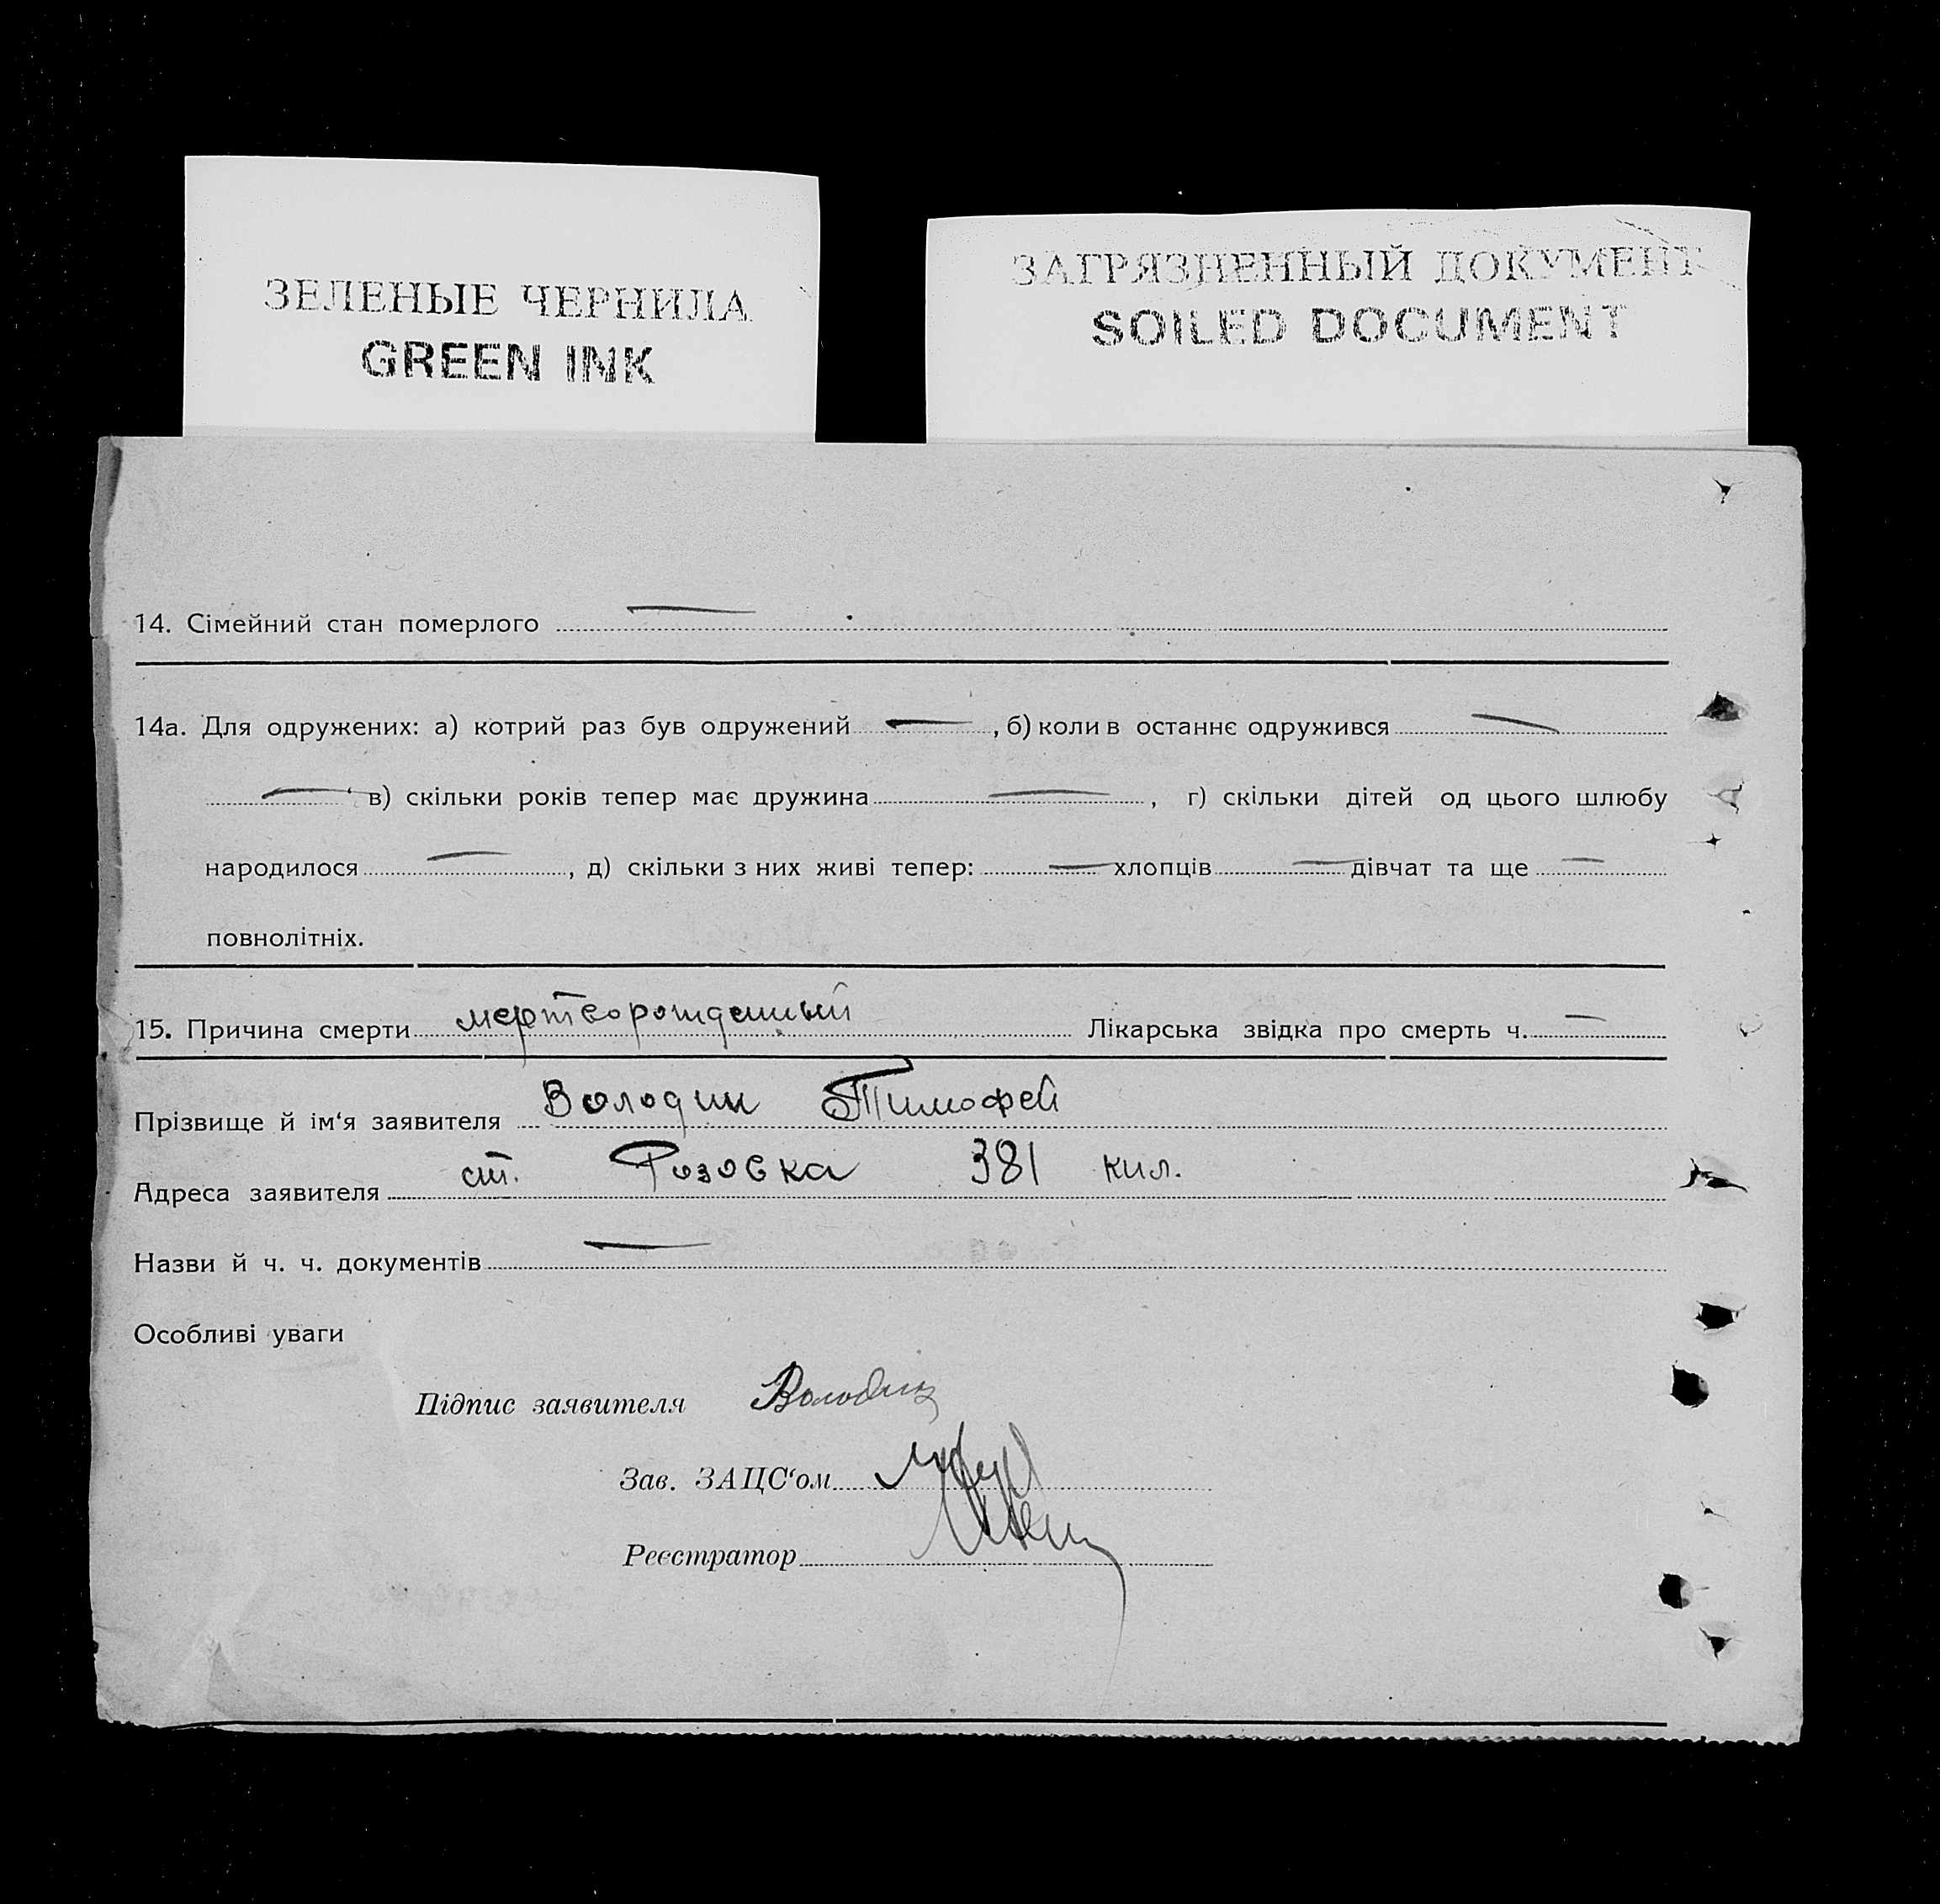 ЗЕЛЕНЫЕ ЧЕРНИЛА
GREEN INK
ЗАГРЯЗНЕННЫЙ ДОКУМЕНТ
SOILED DOCUMENT
14. Сімейний стан померлого —
14а. Для одружених: а) котрий раз був одружений —, б) коли в останнє одружився —
— в) скільки років тепер має дружина —, г) скільки дітей од цього шлюбу
народилося —, д) скільки з них живі тепер: — хлопців — дівчат та ще —
повнолітніх.
15. Причина смерти мертворожденный Лікарська звідка про смерть ч. —
Прізвище й ім'я заявителя Володин Тимофей
Адреса заявителя ст. Розовка 381 кил.
Назви й ч. ч. документів —
Особливі уваги
Підпис заявителя Володин
Зав. ЗАЦС'ом
Реєстратор